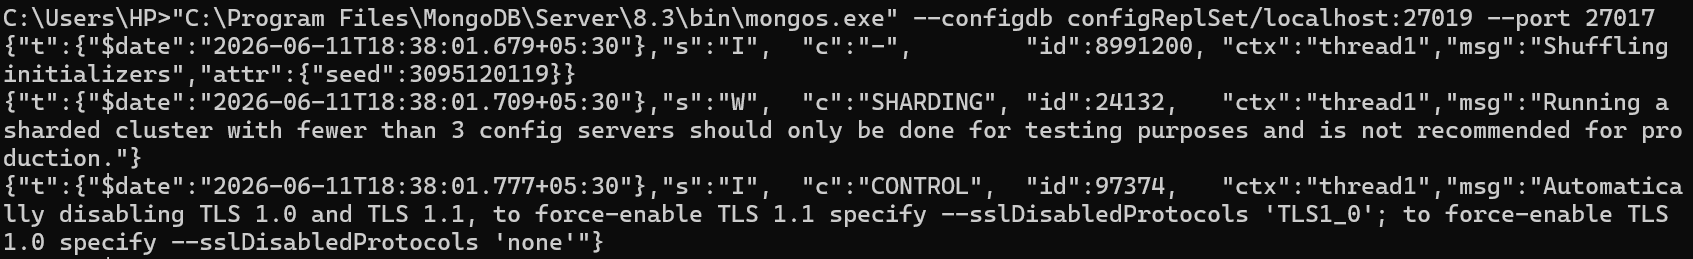 C:\Users\HP>"C:\Program Files\MongoDB\Server\8.3\bin\mongos.exe" --configdb configReplSet/localhost:27019 --port 27017
{"t":{"$date":"2026-06-11T18:38:01.679+05:30"},"s":"I",  "c":"-",        "id":8991200, "ctx":"thread1","msg":"Shuffling
initializers","attr":{"seed":3095120119}}
{"t":{"$date":"2026-06-11T18:38:01.709+05:30"},"s":"W",  "c":"SHARDING", "id":24132,   "ctx":"thread1","msg":"Running a
sharded cluster with fewer than 3 config servers should only be done for testing purposes and is not recommended for pro
duction."}
{"t":{"$date":"2026-06-11T18:38:01.777+05:30"},"s":"I",  "c":"CONTROL",  "id":97374,   "ctx":"thread1","msg":"Automatica
lly disabling TLS 1.0 and TLS 1.1, to force-enable TLS 1.1 specify --sslDisabledProtocols 'TLS1_0'; to force-enable TLS
1.0 specify --sslDisabledProtocols 'none'"}